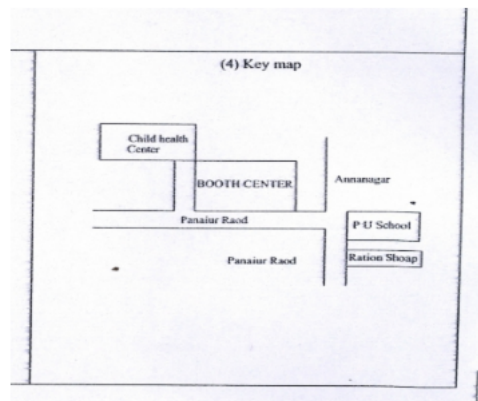 (4) Key map
Child health
Center
BOOTH CENTER
Annanagar
Panaiur Raod
P U School
Panaiur Raod
Ration Shoap